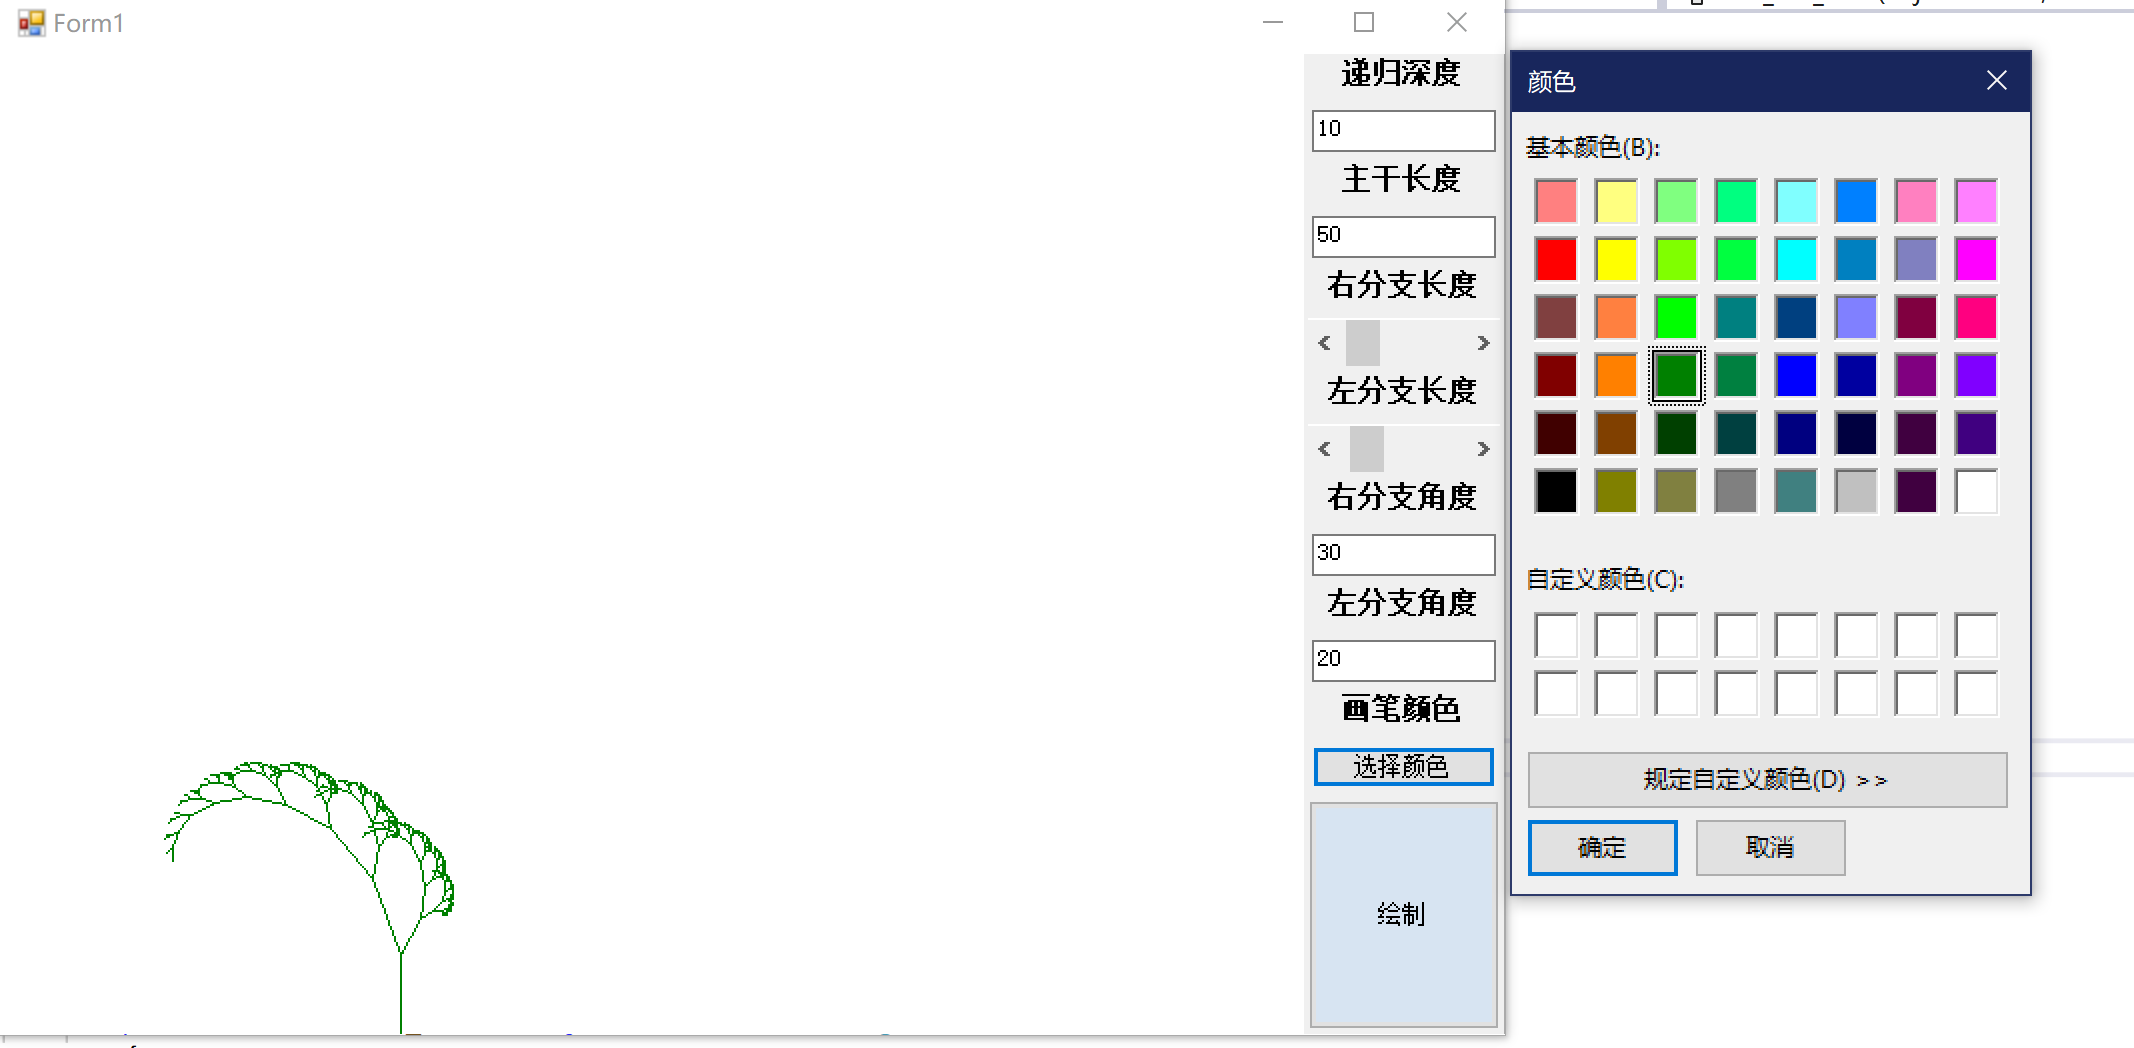 Form1
递归深度
10
主干长度
50
右分支长度
左分支长度
右分支角度
30
左分支角度
20
画笔颜色
选择颜色
绘制
颜色
基本颜色(B):
自定义颜色(C):
规定自定义颜色(D) >>
确定
取消